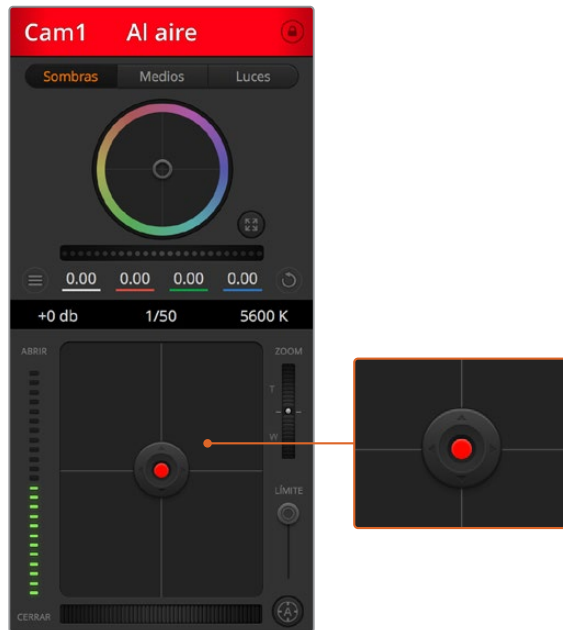 Cam1 Al aire
Sombras Medios Luces
0.00 0.00 0.00 0.00
+0 db 1/50 5600 K
ABRIR ZOOM
T
W
LÍMITE
CERRAR A